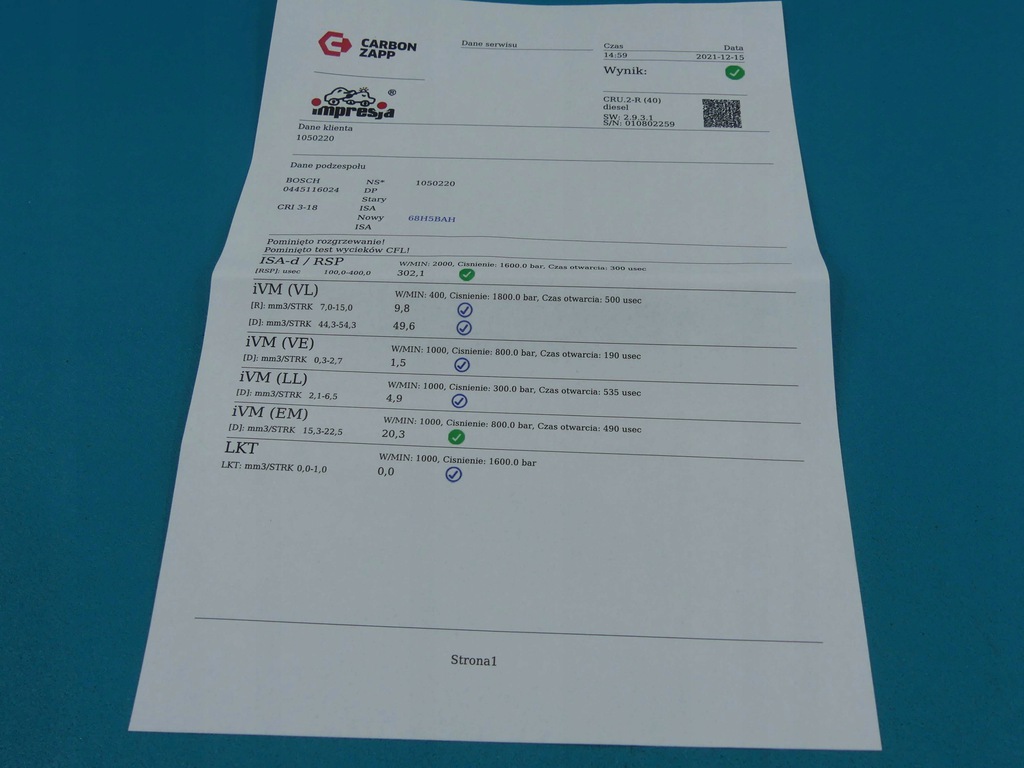 CARBON
ZAPP
Dane serwisu
Czas Data
14:59 2021-12-15
Wynik:
impresja ®
CRU.2-R (40)
diesel
SW: 2.9.3.1
S/N: 010802259
Dane klienta
1050220
Dane podzespołu
BOSCH NS* 1050220
0445116024 DP
Stary
CRI 3-18 ISA
Nowy 68H5BAH
ISA
Pominięto rozgrzewanie!
Pominięto test wycieków CFL!
ISA-d / RSP W/MIN: 2000, Cisnienie: 1600.0 bar, Czas otwarcia: 300 usec
[RSP]: usec 100,0-400,0 302,1
iVM (VL) W/MIN: 400, Cisnienie: 1800.0 bar, Czas otwarcia: 500 usec
[R]: mm3/STRK 7,0-15,0 9,8
[D]: mm3/STRK 44,3-54,3 49,6
iVM (VE) W/MIN: 1000, Cisnienie: 800.0 bar, Czas otwarcia: 190 usec
[D]: mm3/STRK 0,3-2,7 1,5
iVM (LL) W/MIN: 1000, Cisnienie: 300.0 bar, Czas otwarcia: 535 usec
[D]: mm3/STRK 2,1-6,5 4,9
iVM (EM) W/MIN: 1000, Cisnienie: 800.0 bar, Czas otwarcia: 490 usec
[D]: mm3/STRK 15,3-22,5 20,3
LKT W/MIN: 1000, Cisnienie: 1600.0 bar
LKT: mm3/STRK 0,0-1,0 0,0
Strona1